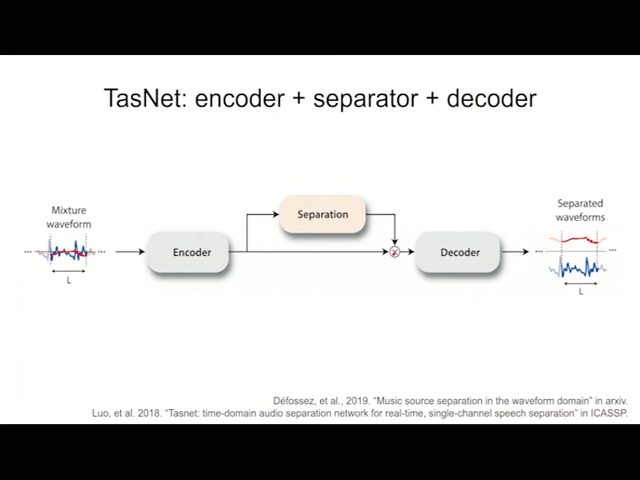 TasNet: encoder + separator + decoder
Mixture
waveform
L
Encoder
Separation
x
Decoder
Separated
waveforms
L
Défossez, et al., 2019. “Music source separation in the waveform domain” in arxiv.
Luo, et al. 2018. “Tasnet: time-domain audio separation network for real-time, single-channel speech separation” in ICASSP.